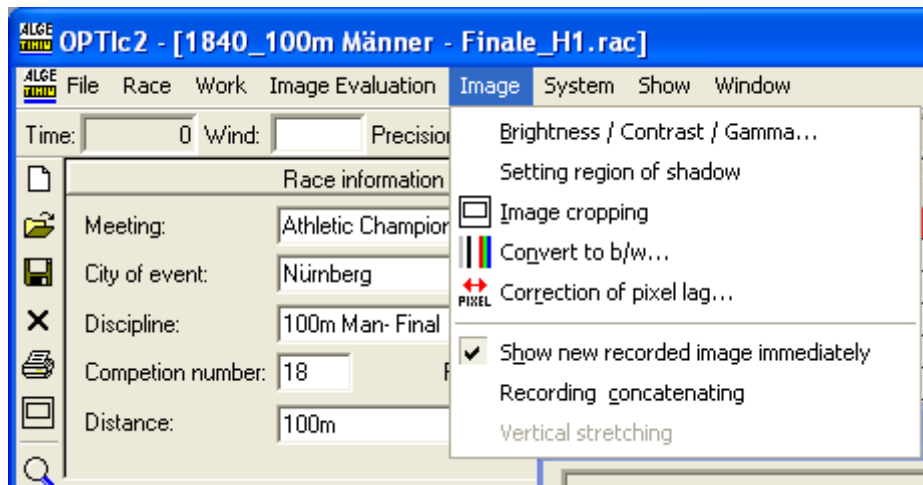 ALGE
TIMING
OPTIc2 - [1840_100m Männer - Finale_H1.rac]
ALGE
TIMING
File Race Work Image Evaluation Image System Show Window
Time: 0 Wind: Precision
Brightness / Contrast / Gamma...
Race information
Setting region of shadow
Meeting: Athletic Champion
Image cropping
City of event: Nürnberg
Convert to b/w...
PIXEL Correction of pixel lag...
Discipline: 100m Man- Final
Show new recorded image immediately
Competion number: 18
Recording concatenating
Distance: 100m
Vertical stretching